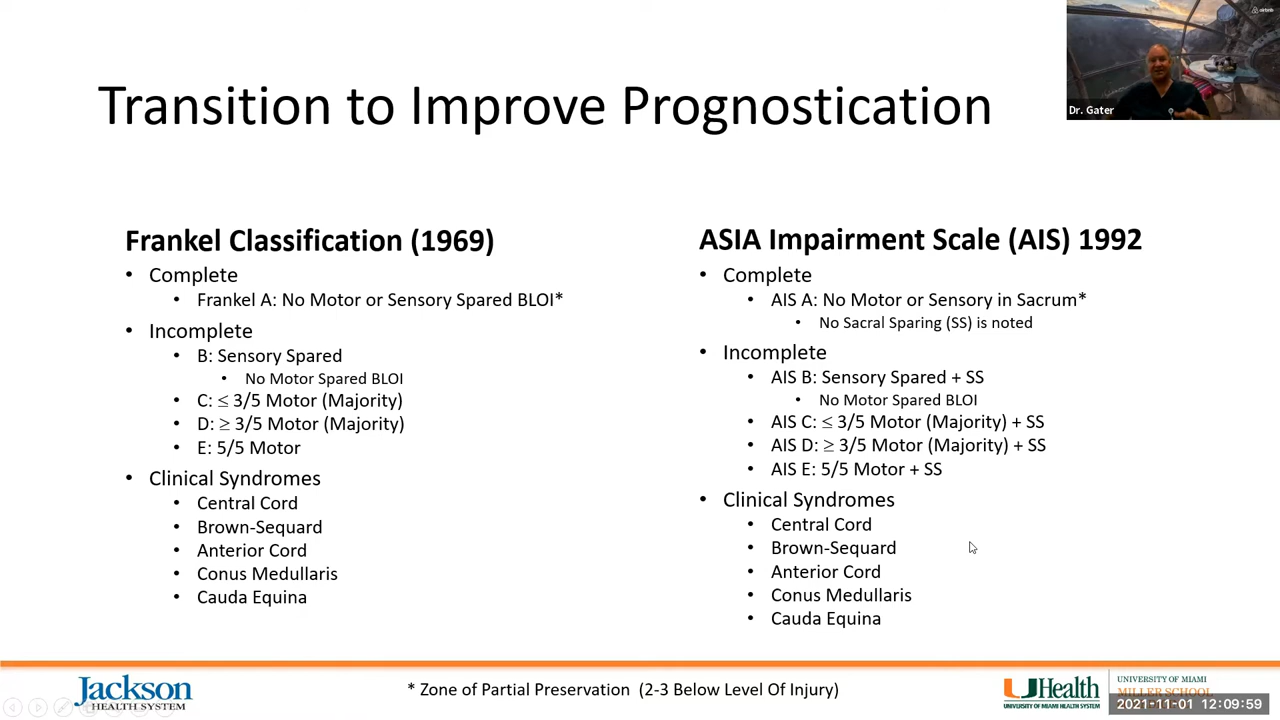 airbnb
Dr. Gater
Transition to Improve Prognostication
Frankel Classification (1969)
• Complete
• Frankel A: No Motor or Sensory Spared BLOI*
• Incomplete
• B: Sensory Spared
• No Motor Spared BLOI
• C: ≤ 3/5 Motor (Majority)
• D: ≥ 3/5 Motor (Majority)
• E: 5/5 Motor
• Clinical Syndromes
• Central Cord
• Brown-Sequard
• Anterior Cord
• Conus Medullaris
• Cauda Equina
ASIA Impairment Scale (AIS) 1992
• Complete
• AIS A: No Motor or Sensory in Sacrum*
• No Sacral Sparing (SS) is noted
• Incomplete
• AIS B: Sensory Spared + SS
• No Motor Spared BLOI
• AIS C: ≤ 3/5 Motor (Majority) + SS
• AIS D: ≥ 3/5 Motor (Majority) + SS
• AIS E: 5/5 Motor + SS
• Clinical Syndromes
• Central Cord
• Brown-Sequard
• Anterior Cord
• Conus Medullaris
• Cauda Equina
Jackson
HEALTH SYSTEM
* Zone of Partial Preservation (2-3 Below Level Of Injury)
UHealth
UNIVERSITY OF MIAMI HEALTH SYSTEM
UNIVERSITY OF MIAMI
MILLER SCHOOL
2021-11-01 12:09:59